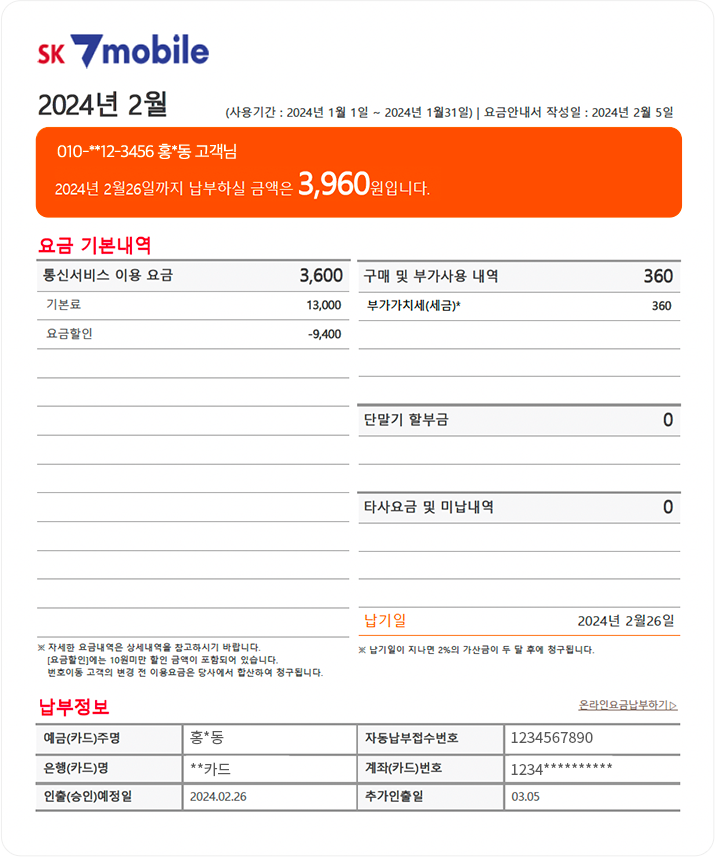 SK 7mobile
2024년 2월 (사용기간 : 2024년 1월 1일 ~ 2024년 1월31일) | 요금안내서 작성일 : 2024년 2월 5일
010-**12-3456 홍*동 고객님
2024년 2월26일까지 납부하실 금액은 3,960원입니다.
요금 기본내역
통신서비스 이용 요금 3,600
기본료 13,000
요금할인 -9,400
구매 및 부가사용 내역 360
부가가치세(세금)* 360
단말기 할부금 0
타사요금 및 미납내역 0
납기일 2024년 2월26일
※ 자세한 요금내역은 상세내역을 참고하시기 바랍니다.
[요금할인]에는 10원미만 할인 금액이 포함되어 있습니다.
번호이동 고객의 변경 전 이용요금은 당사에서 합산하여 청구됩니다.
※ 납기일이 지나면 2%의 가산금이 두 달 후에 청구됩니다.
납부정보 온라인요금납부하기▷
예금(카드)주명 홍*동 자동납부접수번호 1234567890
은행(카드)명 **카드 계좌(카드)번호 1234**********
인출(승인)예정일 2024.02.26 추가인출일 03.05